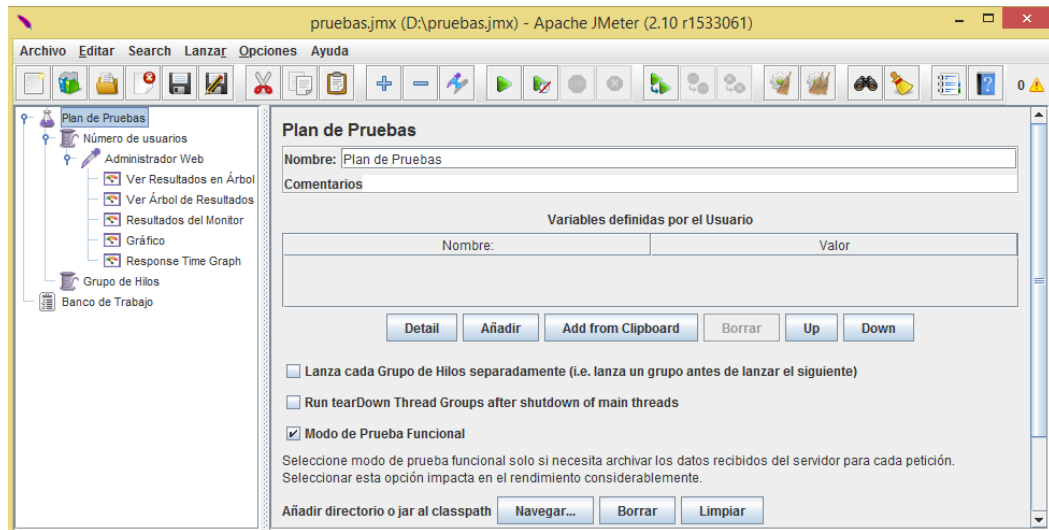 pruebas.jmx (D:\pruebas.jmx) - Apache JMeter (2.10 r1533061)
Archivo Editar Search Lanzar Opciones Ayuda
0
Plan de Pruebas
Número de usuarios
Administrador Web
Ver Resultados en Árbol
Ver Árbol de Resultados
Resultados del Monitor
Gráfico
Response Time Graph
Grupo de Hilos
Banco de Trabajo
Plan de Pruebas
Nombre: Plan de Pruebas
Comentarios
Variables definidas por el Usuario
Nombre: Valor
Detail Añadir Add from Clipboard Borrar Up Down
Lanza cada Grupo de Hilos separadamente (i.e. lanza un grupo antes de lanzar el siguiente)
Run tearDown Thread Groups after shutdown of main threads
Modo de Prueba Funcional
Seleccione modo de prueba funcional solo si necesita archivar los datos recibidos del servidor para cada petición.
Seleccionar esta opción impacta en el rendimiento considerablemente.
Añadir directorio o jar al classpath Navegar... Borrar Limpiar